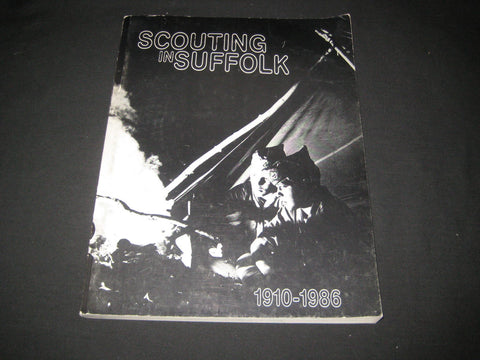 SCOUTING
IN SUFFOLK
1910-1986